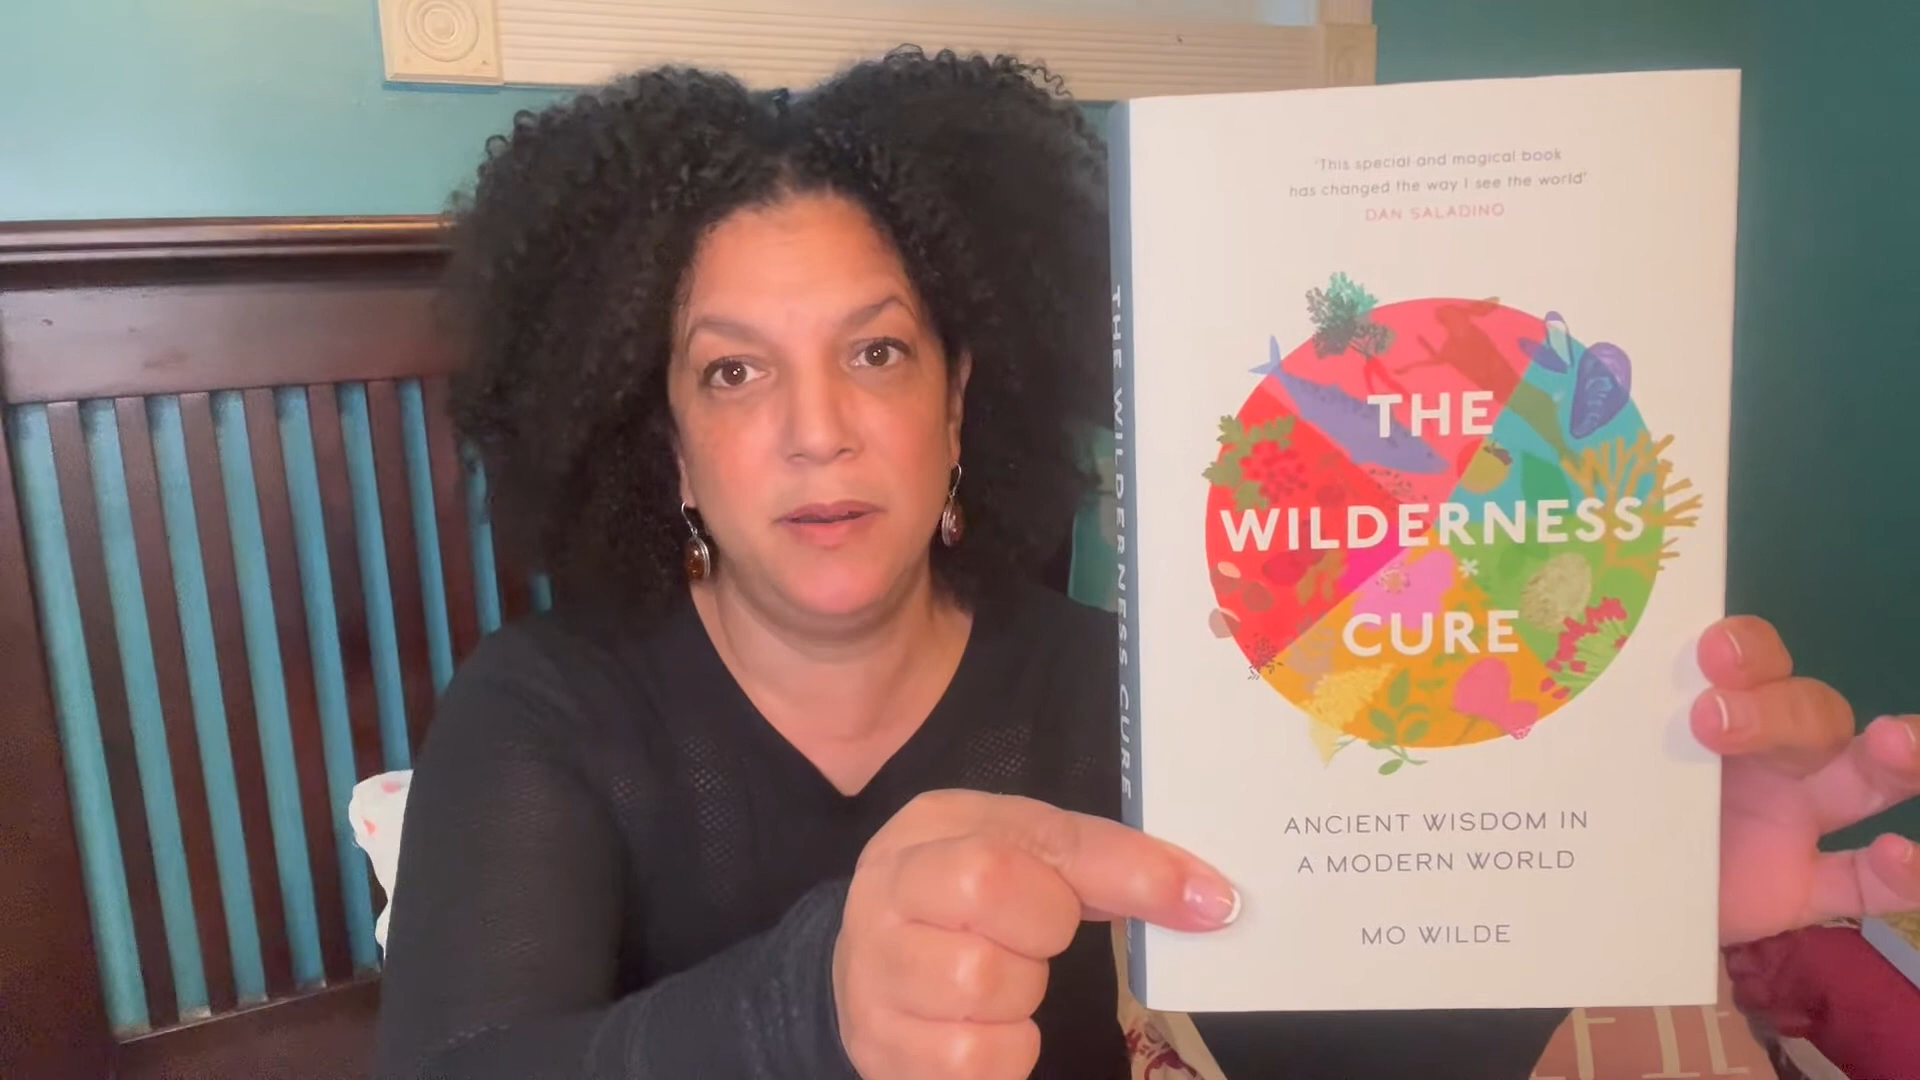 'This special and magical book
has changed the way I see the world'
DAN SALADINO
THE
WILDERNESS
CURE
ANCIENT WISDOM IN
A MODERN WORLD
MO WILDE
THE WILDERNESS CURE